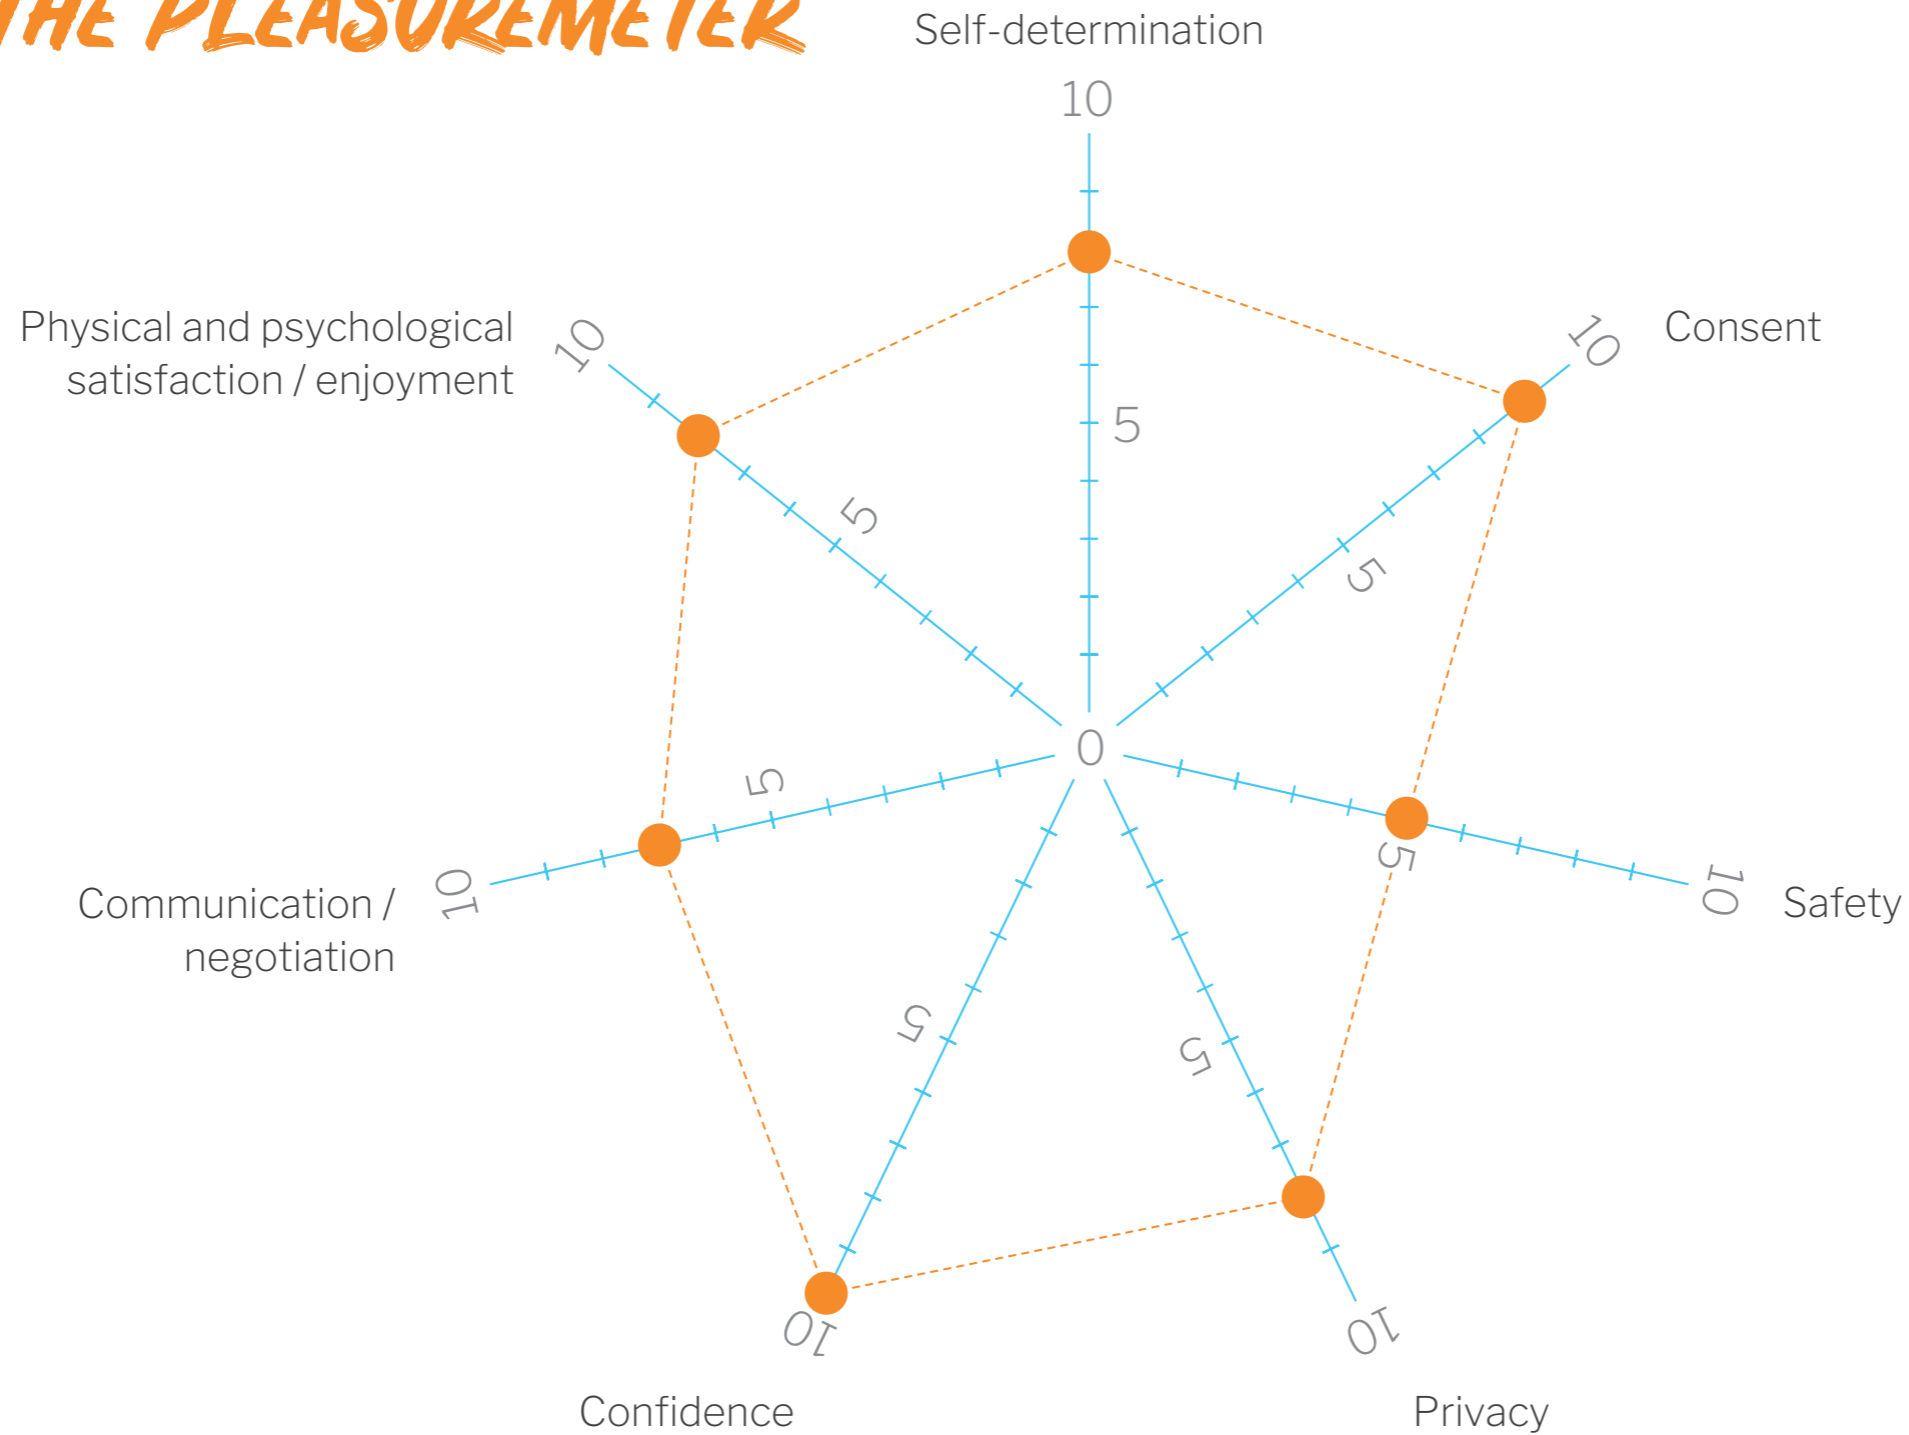 THE PLEASUREMETER
Self-determination
10
Physical and psychological
satisfaction / enjoyment
10
10
Consent
5
5
5
0
5
5
10
Communication /
negotiation
10
Safety
5
5
10
10
Confidence
Privacy